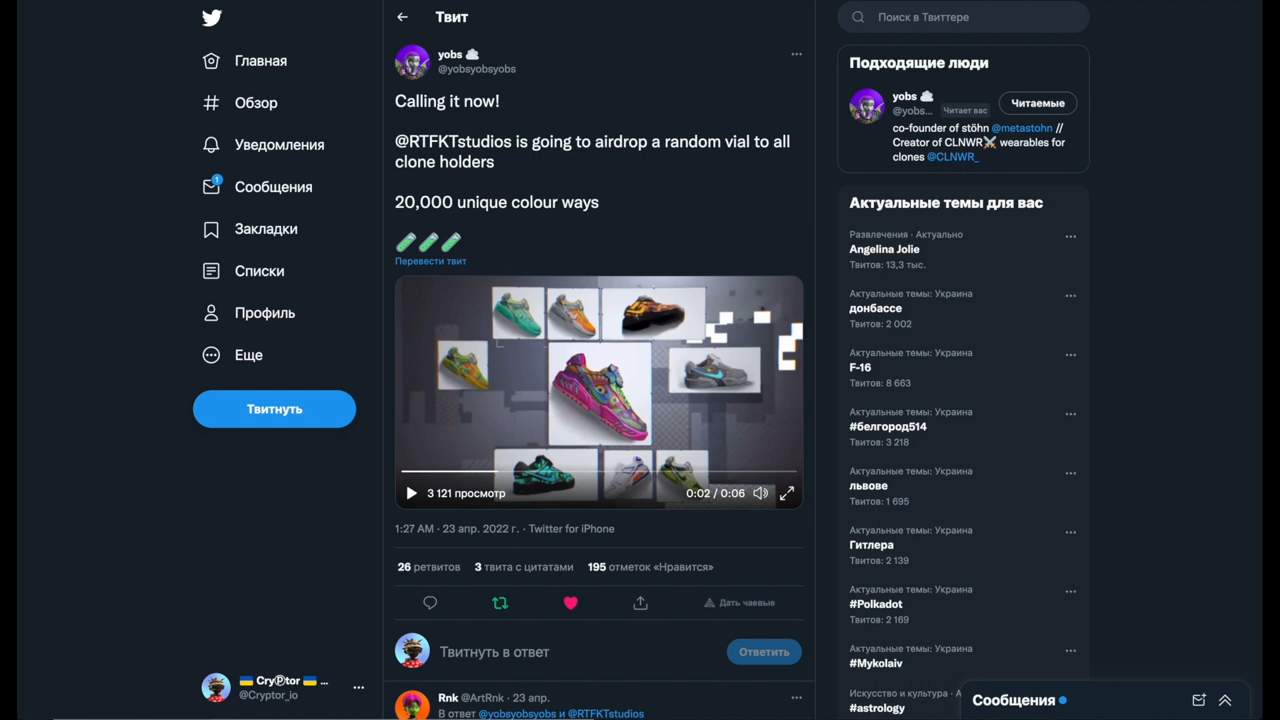 Главная
Обзор
Уведомления
1
Сообщения
Закладки
Списки
Профиль
Еще
Твитнуть
🇺🇦 CryⓅtor 🇺🇦 ...
@Cryptor_io
Твит
yobs
@yobsyobsyobs
Calling it now!
@RTFKTstudios is going to airdrop a random vial to all
clone holders
20,000 unique colour ways
🧪🧪🧪
Перевести твит
3 121 просмотр
0:02 / 0:06
1:27 AM · 23 апр. 2022 г. · Twitter for iPhone
26 ретвитов 3 твита с цитатами 195 отметок «Нравится»
Дать чаевые
Твитнуть в ответ
Ответить
Rnk @ArtRnk · 23 апр.
В ответ @yobsyobsyobs и @RTFKTstudios
Поиск в Твиттере
Подходящие люди
yobs
@yobs... Читает вас
Читаемые
co-founder of stöhn @metastohn //
Creator of CLNWR⚔️ wearables for
clones @CLNWR_
Актуальные темы для вас
Развлечения · Актуально
Angelina Jolie
Твитов: 13,3 тыс.
Актуальные темы: Украина
донбассе
Твитов: 2 002
Актуальные темы: Украина
F-16
Твитов: 8 663
Актуальные темы: Украина
#белгород514
Твитов: 3 218
Актуальные темы: Украина
львове
Твитов: 1 695
Актуальные темы: Украина
Гитлера
Твитов: 2 139
Актуальные темы: Украина
#Polkadot
Твитов: 2 169
Актуальные темы: Украина
#Mykolaiv
Искусство и культура · А
#astrology
Сообщения